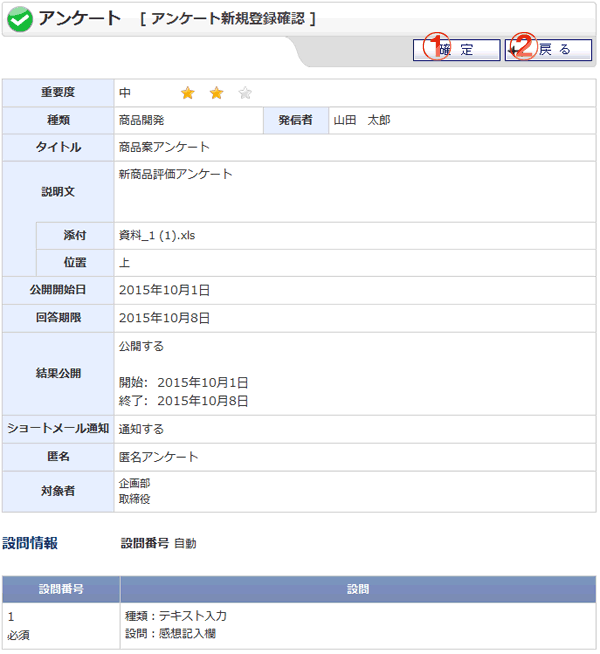 アンケート [ アンケート新規登録確認 ]
① 確 定 ② 戻 る
重要度 中
種類 商品開発 発信者 山田 太郎
タイトル 商品案アンケート
説明文 新商品評価アンケート
添付 資料_1 (1).xls
位置 上
公開開始日 2015年10月1日
回答期限 2015年10月8日
結果公開 公開する
開始: 2015年10月1日
終了: 2015年10月8日
ショートメール通知 通知する
匿名 匿名アンケート
対象者 企画部
取締役
設問情報 設問番号 自動
設問番号 設問
1 種類：テキスト入力
必須 設問：感想記入欄